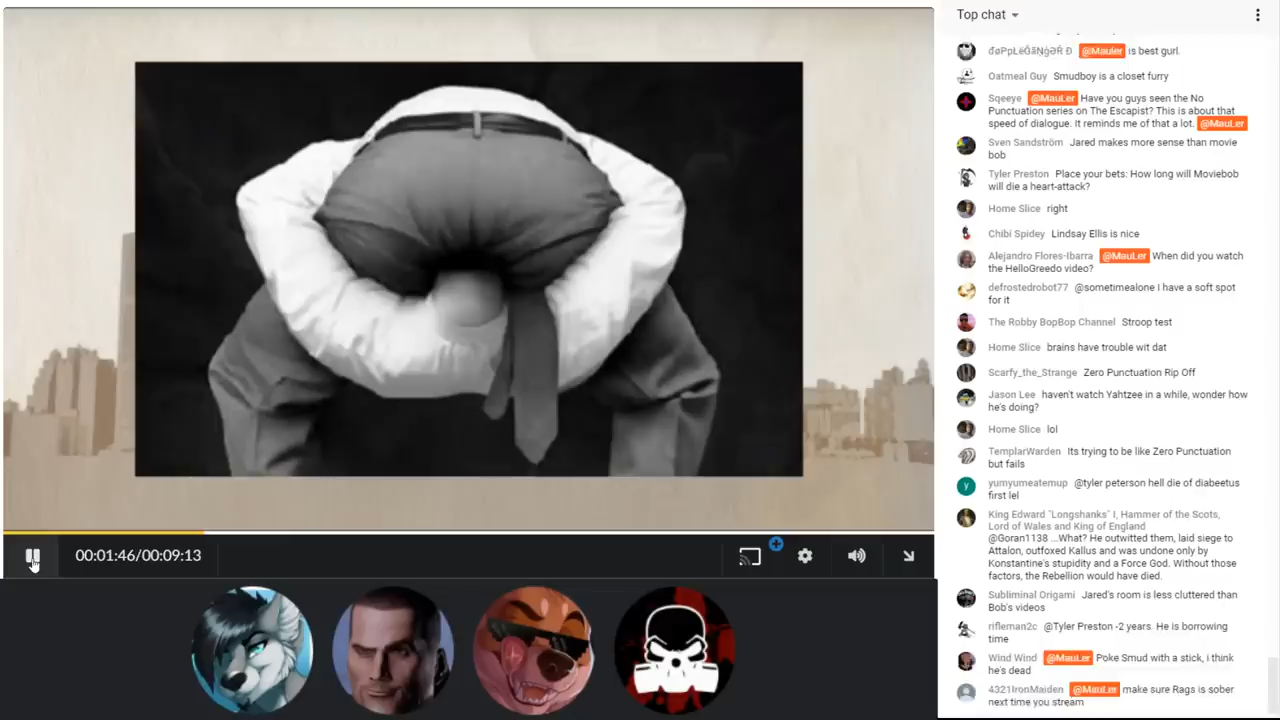 Top chat
@Mauler is best gurl.
Oatmeal Guy Smudboy is a closet furry
Sqeeye @MauLer Have you guys seen the No
Punctuation series on The Escapist? This is about that
speed of dialogue. It reminds me of that a lot. @MauLer
Sven Sandström Jared makes more sense than movie
bob
Tyler Preston Place your bets: How long will Moviebob
will die a heart-attack?
Home Slice right
Chibi Spidey Lindsay Ellis is nice
Alejandro Flores-Ibarra @MauLer When did you watch
the HelloGreedo video?
defrostedrobot77 @sometimealone I have a soft spot
for it
The Robby BopBop Channel Stroop test
Home Slice brains have trouble wit dat
Scarfy_the_Strange Zero Punctuation Rip Off
Jason Lee haven't watch Yahtzee in a while, wonder how
he's doing?
Home Slice lol
TemplarWarden Its trying to be like Zero Punctuation
but fails
y yumyumeatemup @tyler peterson hell die of diabeetus
first lel
King Edward "Longshanks" I, Hammer of the Scots,
Lord of Wales and King of England
@Goran1138 ...What? He outwitted them, laid siege to
Attalon, outfoxed Kallus and was undone only by
Konstantine's stupidity and a Force God. Without those
factors, the Rebellion would have died.
Subliminal Origami Jared's room is less cluttered than
Bob's videos
rifleman2c @Tyler Preston -2 years. He is borrowing
time
Wind Wind @MauLer Poke Smud with a stick, i think
he's dead
4321IronMaiden @MauLer make sure Rags is sober
next time you stream
00:01:46/00:09:13